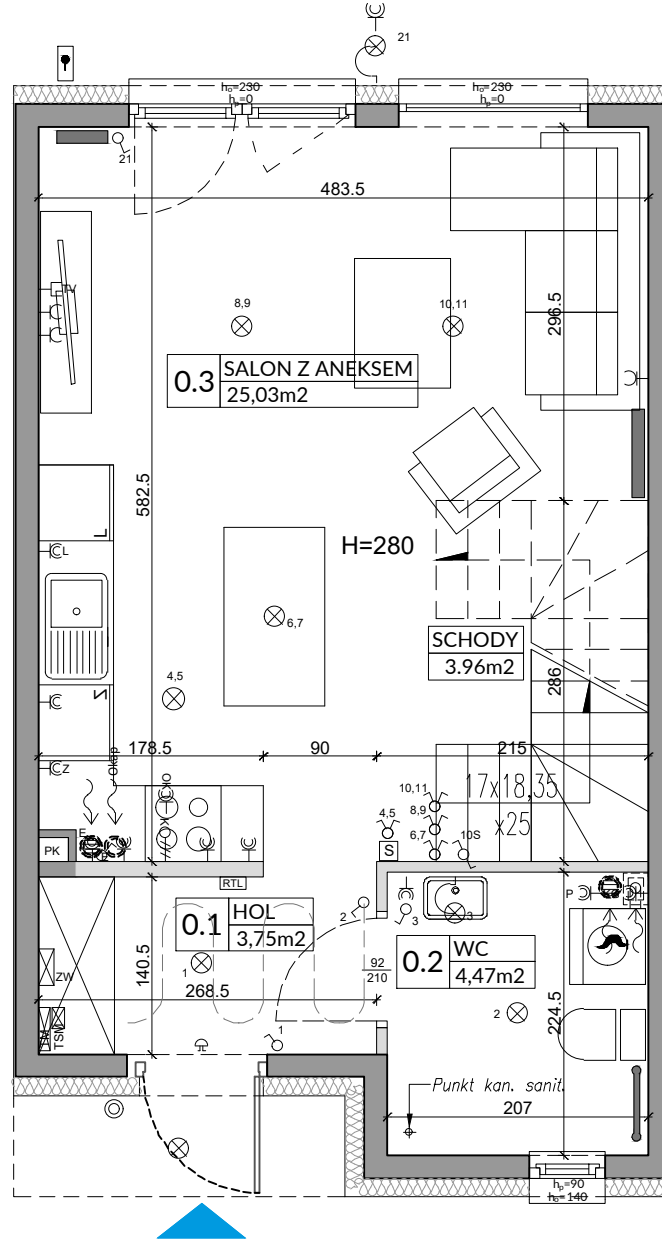 21
hₒ=230
hₚ=0
hₒ=230
hₚ=0
21
483.5
TV
8,9
10,11
296.5
0.3
SALON Z ANEKSEM
25,03m2
582.5
L
H=280
CL
6,7
SCHODY
3.96m2
4,5
286
N
178.5
90
215
CZ
Okap
17x18,35
x25
10,11
8,9
4,5
6,7
10S
S
PK
E
RTL
P
0.1
HOL
3,75m2
2
3
3
140.5
1
92
210
0.2
WC
4,47m2
ZW
268.5
2
224.5
TM
TSM
1
Punkt kan. sanit.
207
hₚ=90
hₒ=140